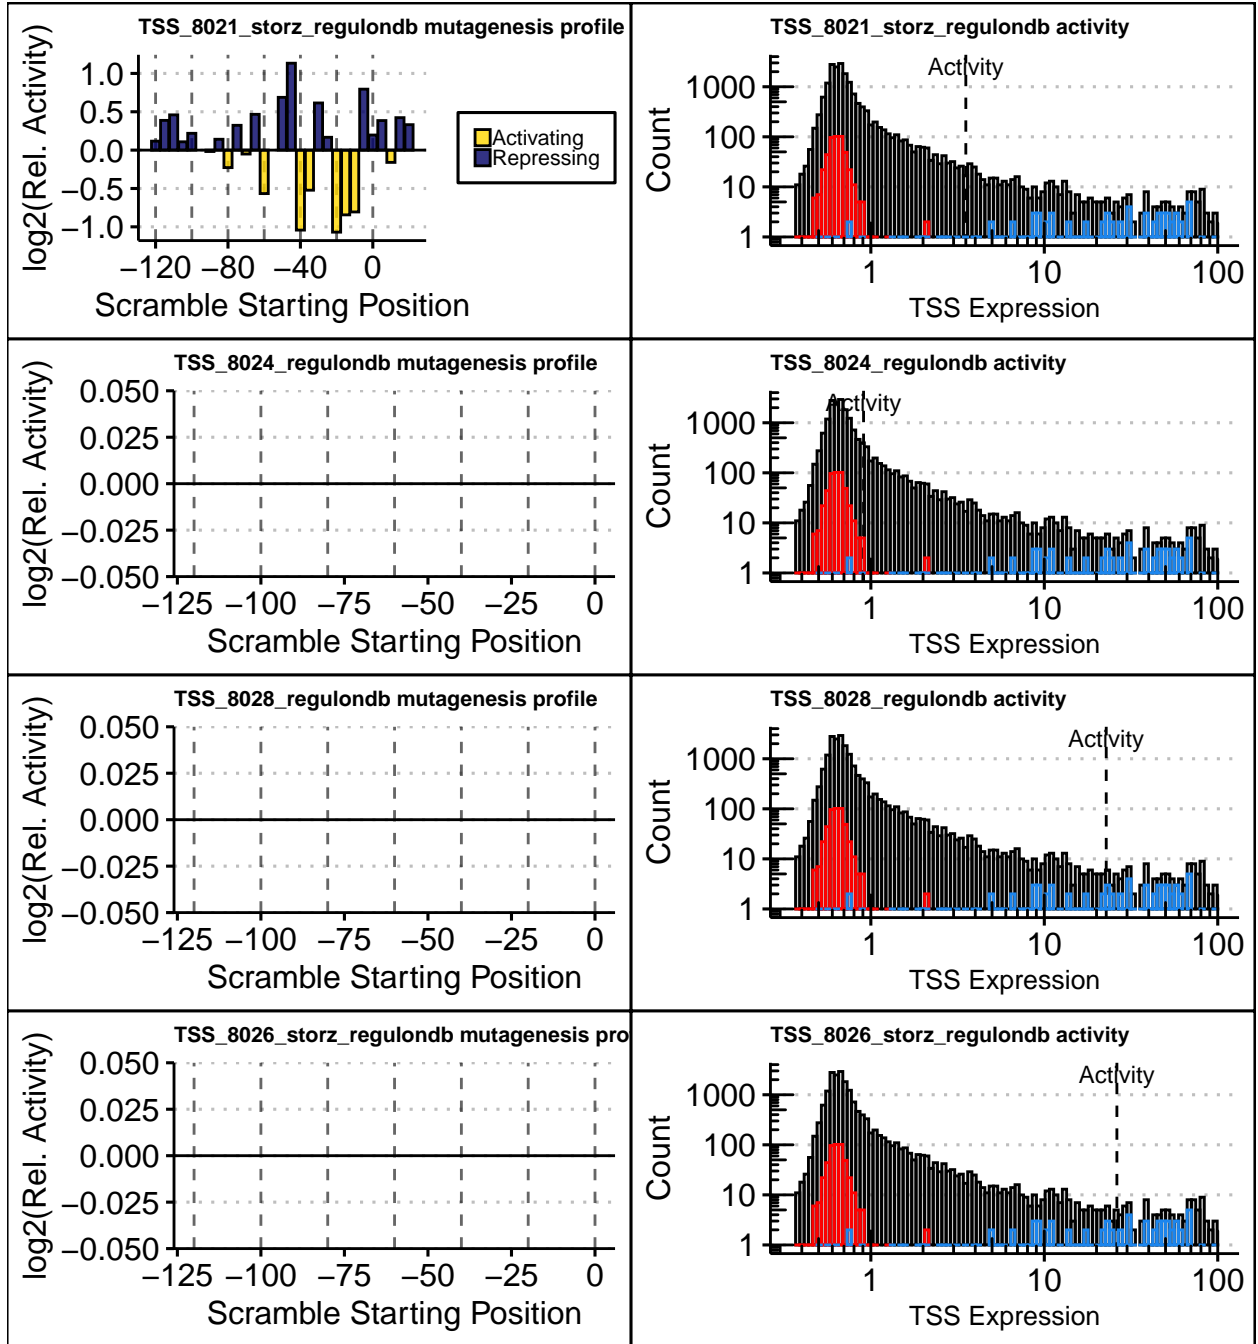 TSS_8021_storz_regulondb mutagenesis profile
log2(Rel. Activity)
1.0
0.5
0.0
−0.5
−1.0
−120 −80 −40 0
Scramble Starting Position
Activating
Repressing
TSS_8021_storz_regulondb activity
Activity
Count
1000
100
10
1
1 10 100
TSS Expression
TSS_8024_regulondb mutagenesis profile
log2(Rel. Activity)
0.050
0.025
0.000
−0.025
−0.050
−125 −100 −75 −50 −25 0
Scramble Starting Position
TSS_8024_regulondb activity
Activity
Count
1000
100
10
1
1 10 100
TSS Expression
TSS_8028_regulondb mutagenesis profile
log2(Rel. Activity)
0.050
0.025
0.000
−0.025
−0.050
−125 −100 −75 −50 −25 0
Scramble Starting Position
TSS_8028_regulondb activity
Activity
Count
1000
100
10
1
1 10 100
TSS Expression
TSS_8026_storz_regulondb mutagenesis pro
log2(Rel. Activity)
0.050
0.025
0.000
−0.025
−0.050
−125 −100 −75 −50 −25 0
Scramble Starting Position
TSS_8026_storz_regulondb activity
Activity
Count
1000
100
10
1
1 10 100
TSS Expression